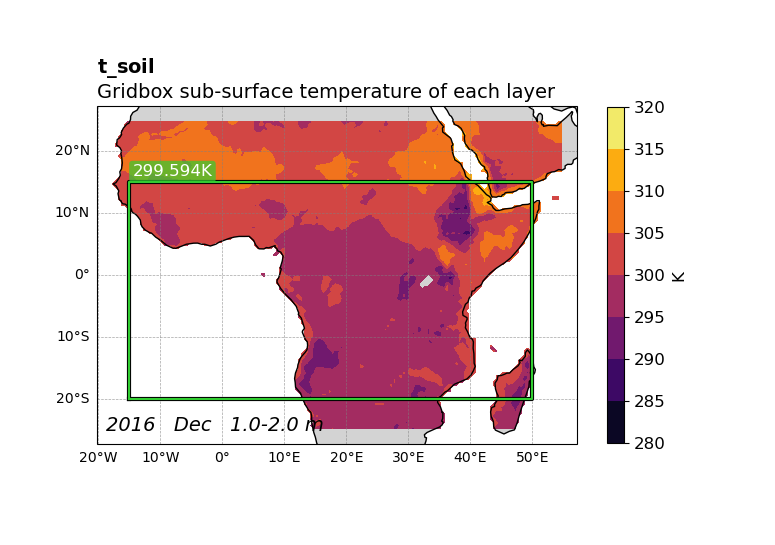 t_soil
Gridbox sub-surface temperature of each layer
299.594K
20°N
10°N
0°
10°S
20°S
2016 Dec 1.0-2.0 m
20°W 10°W 0° 10°E 20°E 30°E 40°E 50°E
320
315
310
305
300
295
290
285
280
K